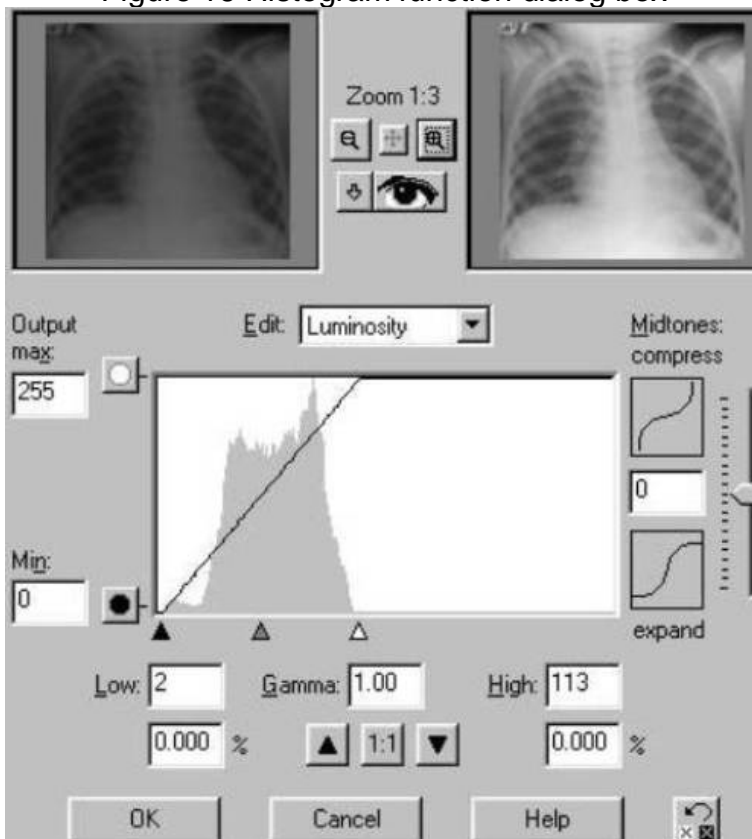 Figure 10 Histogram function dialog box
Zoom 1:3
Output
max:
Edit: Luminosity
Midtones:
compress
255
0
Min:
0
expand
Low: 2 Gamma: 1.00 High: 113
0.000 % 1:1 0.000 %
OK Cancel Help